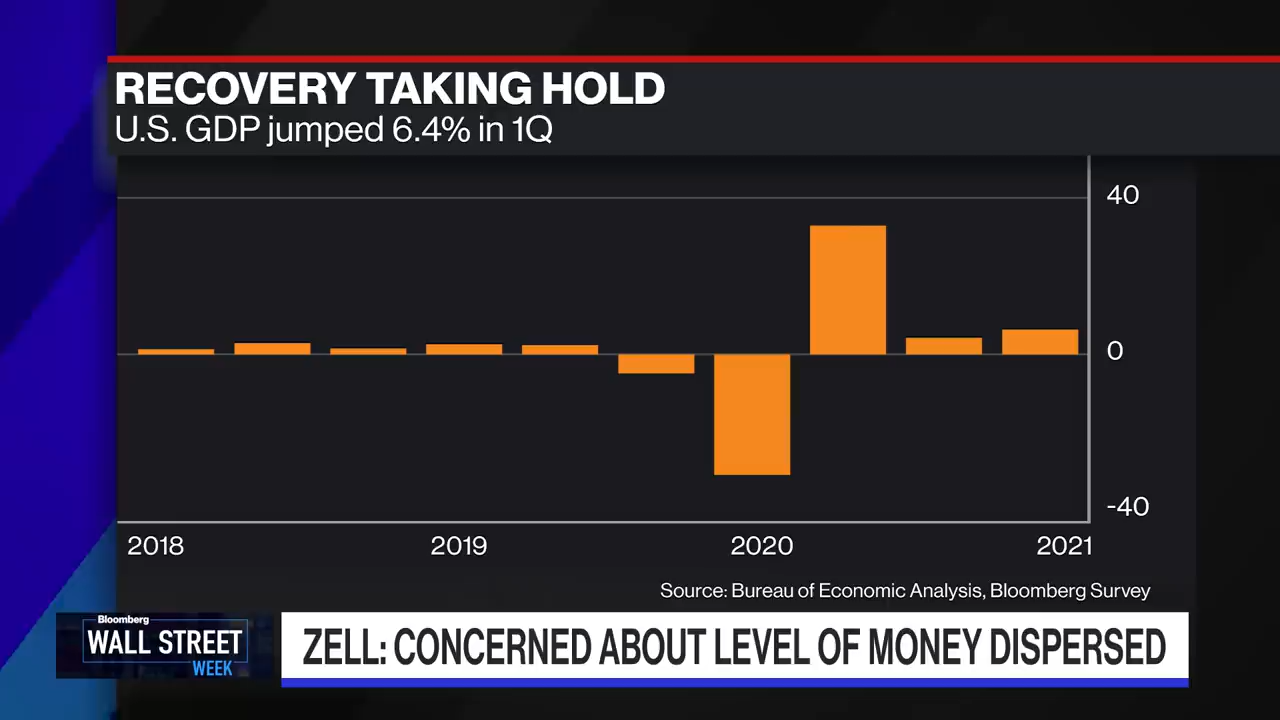 RECOVERY TAKING HOLD
U.S. GDP jumped 6.4% in 1Q
40
0
-40
2018 2019 2020 2021
Source: Bureau of Economic Analysis, Bloomberg Survey
Bloomberg
WALL STREET
WEEK
ZELL: CONCERNED ABOUT LEVEL OF MONEY DISPERSED